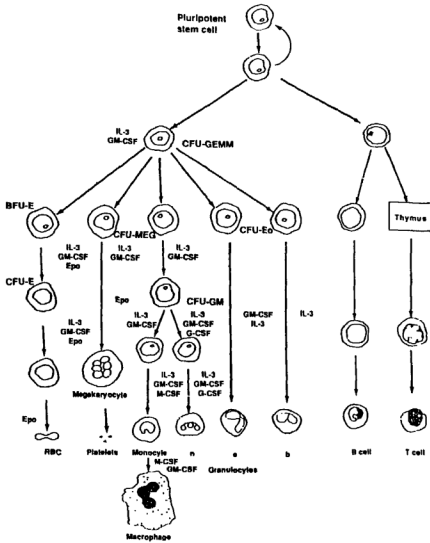 Pluripotent
stem cell
IL-3
GM-CSF
CFU-GEMM
BFU-E
CFU-MEG
CFU-Eo
Thymus
IL-3
GM-CSF
Epo
IL-3
GM-CSF
IL-3
GM-CSF
CFU-E
Epo
CFU-GM
IL-3
GM-CSF
Epo
IL-3
GM-CSF
IL-3
GM-CSF
G-CSF
GM-CSF
IL-3
IL-3
Megakaryocyte
IL-3
GM-CSF
M-CSF
IL-3
GM-CSF
G-CSF
Epo
RBC
Platelets
Monocyte
n
e
b
B cell
T cell
M-CSF
GM-CSF
Granulecytes
Macrophage